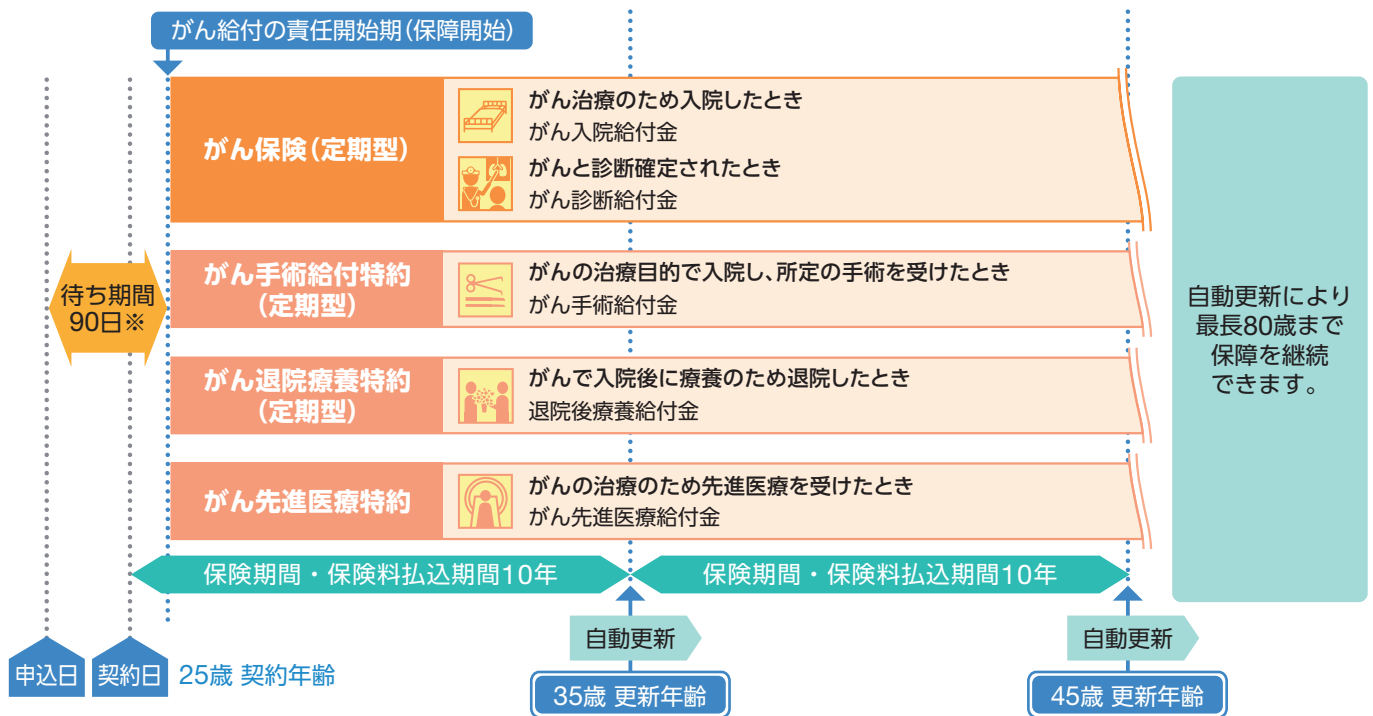 がん給付の責任開始期(保障開始)
がん保険(定期型)
がん治療のため入院したとき
がん入院給付金
がんと診断確定されたとき
がん診断給付金
待ち期間
90日※
がん手術給付特約
(定期型)
がんの治療目的で入院し、所定の手術を受けたとき
がん手術給付金
がん退院療養特約
(定期型)
がんで入院後に療養のため退院したとき
退院後療養給付金
がん先進医療特約
がんの治療のため先進医療を受けたとき
がん先進医療給付金
自動更新により
最長80歳まで
保障を継続
できます。
保険期間・保険料払込期間10年
保険期間・保険料払込期間10年
自動更新
自動更新
申込日
契約日
25歳 契約年齢
35歳 更新年齢
45歳 更新年齢